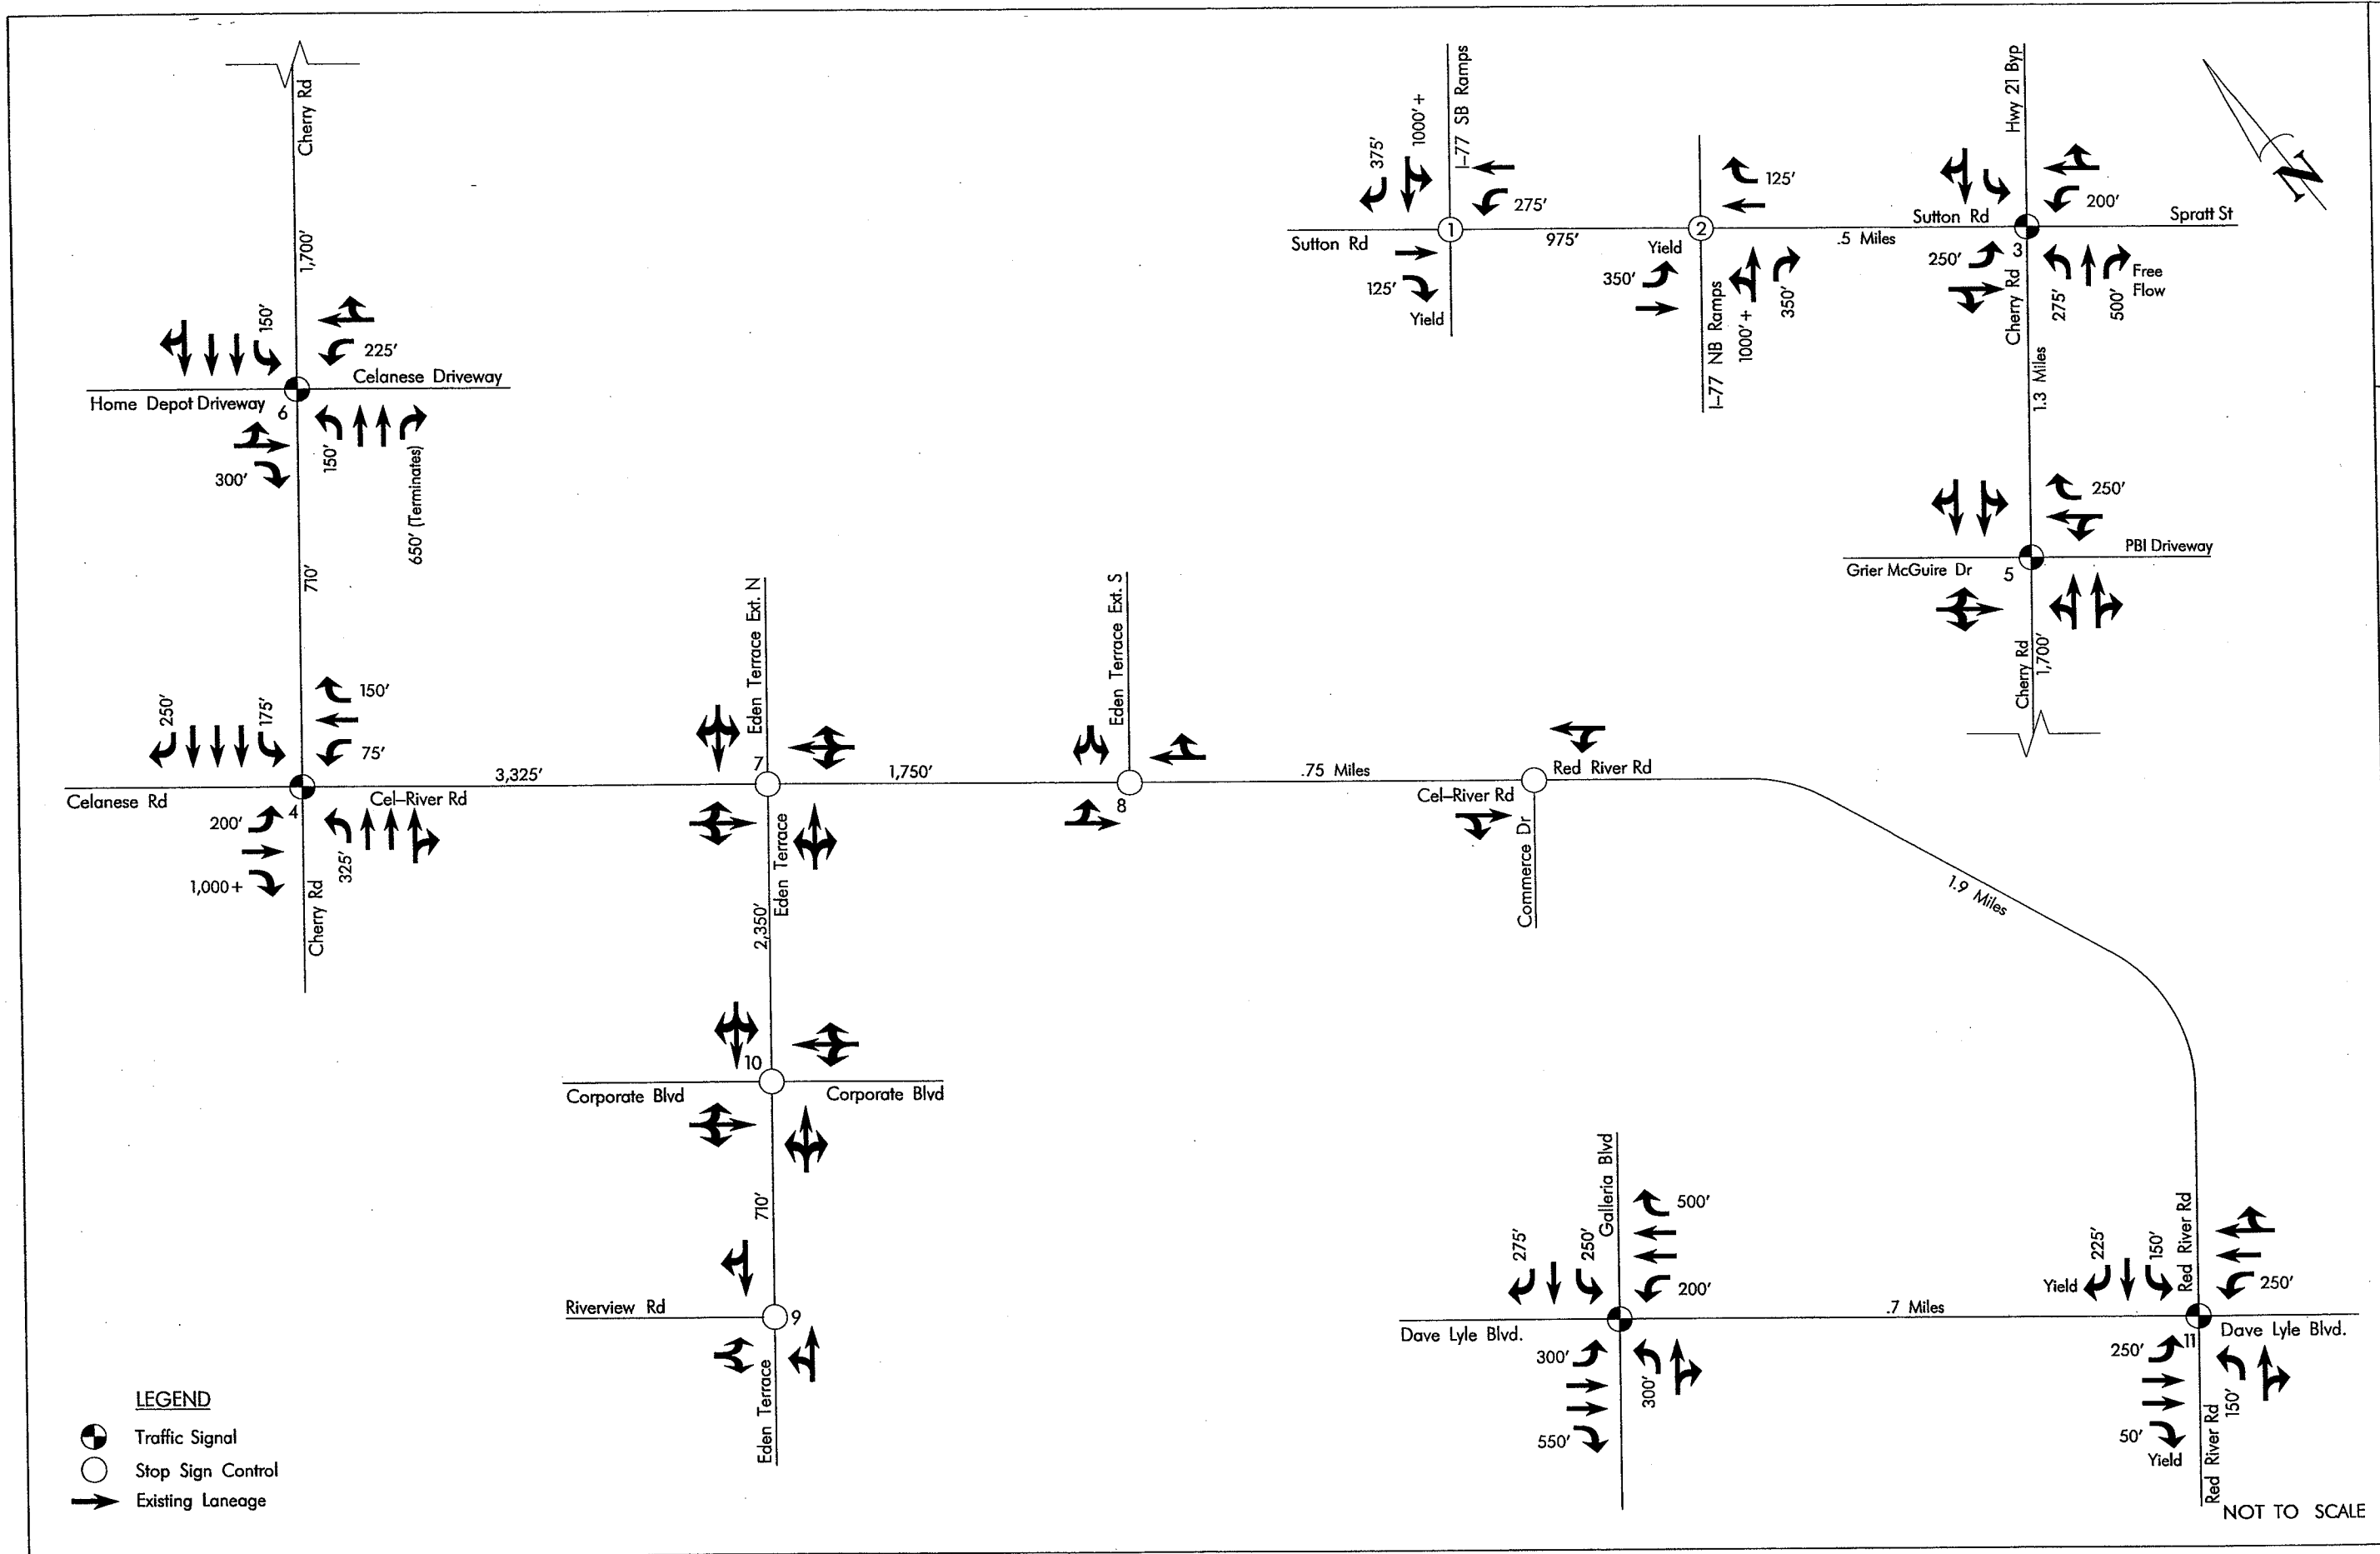 Cherry Rd
1,700'
150'
225'
Celanese Driveway
Home Depot Driveway
6
300'
150'
650' (Terminates)
710'
250'
175'
150'
75'
Celanese Rd
4
Cel-River Rd
200'
1,000+
325'
Cherry Rd
3,325'
Eden Terrace Ext. N
7
1,750'
Eden Terrace
2,350'
Eden Terrace Ext. S
8
.75 Miles
Cel-River Rd
Red River Rd
Commerce Dr
1.9 Miles
10
Corporate Blvd
Corporate Blvd
710'
Riverview Rd
9
Eden Terrace
375'
1000'+
I-77 SB Ramps
275'
Sutton Rd
1
125'
Yield
975'
2
125'
Yield
350'
I-77 NB Ramps
1000'+
350'
.5 Miles
Hwy 21 Byp
200'
Sutton Rd
Spratt St
3
250'
Cherry Rd
275'
500'
Free
Flow
1.3 Miles
250'
PBI Driveway
Grier McGuire Dr
5
Cherry Rd
1,700'
N
Galleria Blvd
275'
250'
500'
200'
Dave Lyle Blvd.
300'
550'
300'
.7 Miles
Red River Rd
225'
150'
Yield
250'
11
Dave Lyle Blvd.
250'
50'
Yield
150'
Red River Rd
LEGEND
Traffic Signal
Stop Sign Control
Existing Laneage
NOT TO SCALE